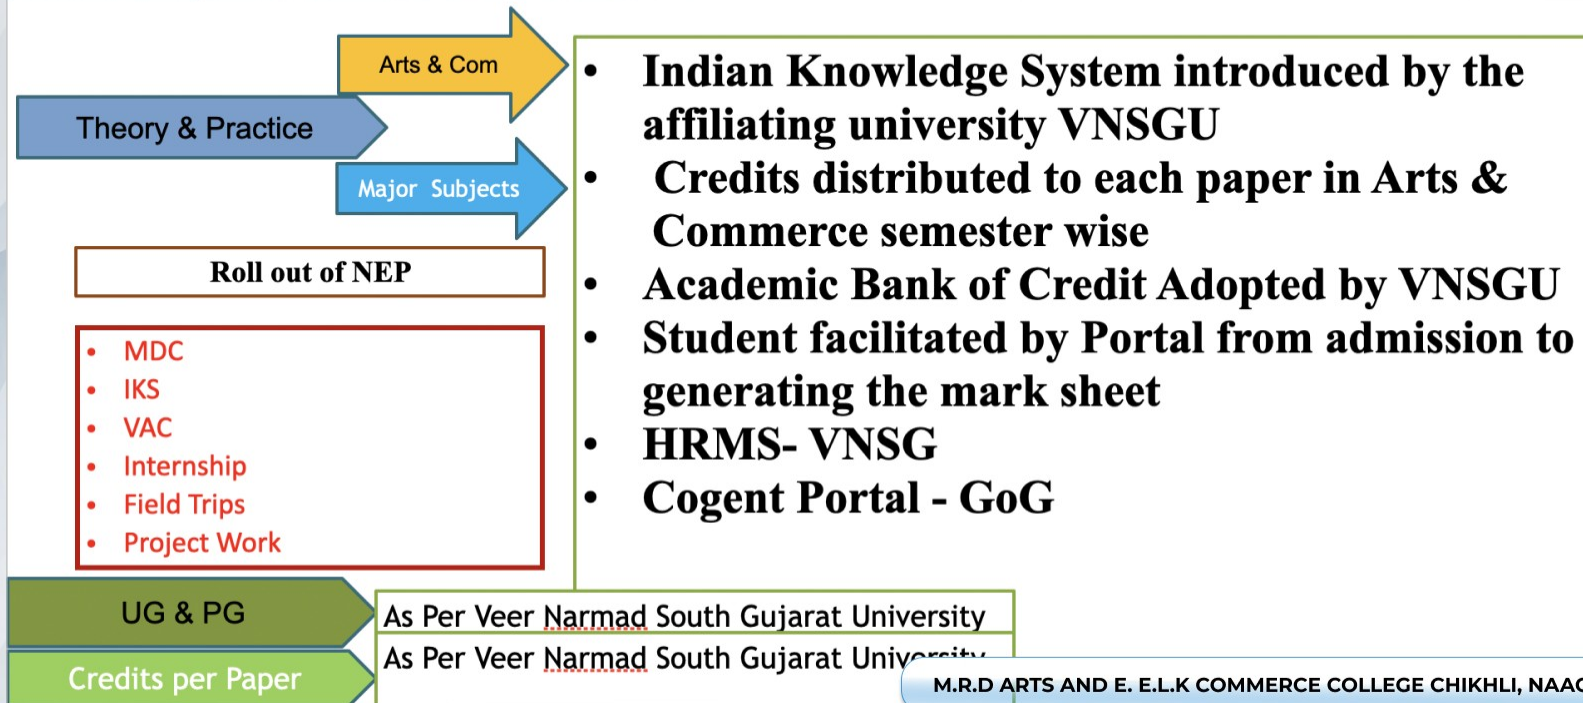 Arts & Com
Theory & Practice
Major Subjects
Roll out of NEP
• MDC
• IKS
• VAC
• Internship
• Field Trips
• Project Work
• Indian Knowledge System introduced by the
affiliating university VNSGU
• Credits distributed to each paper in Arts &
Commerce semester wise
• Academic Bank of Credit Adopted by VNSGU
• Student facilitated by Portal from admission to
generating the mark sheet
• HRMS- VNSG
• Cogent Portal - GoG
UG & PG
As Per Veer Narmad South Gujarat University
Credits per Paper
As Per Veer Narmad South Gujarat University
M.R.D ARTS AND E. E.L.K COMMERCE COLLEGE CHIKHLI, NAAC